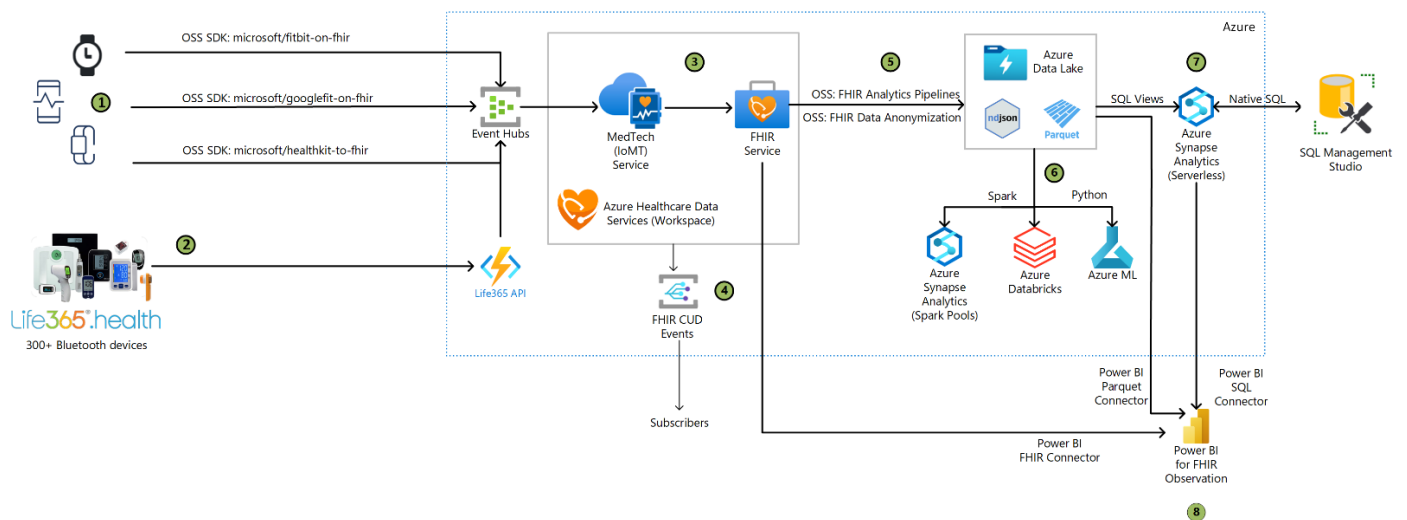 Azure
OSS SDK: microsoft/fitbit-on-fhir
1
OSS SDK: microsoft/googlefit-on-fhir
OSS SDK: microsoft/healthkit-to-fhir
Event Hubs
3
MedTech
(IoMT)
Service
FHIR
Service
Azure Healthcare Data
Services (Workspace)
5
OSS: FHIR Analytics Pipelines
OSS: FHIR Data Anonymization
Azure
Data Lake
ndjson
Parquet
7
SQL Views
Native SQL
Azure
Synapse
Analytics
(Serverless)
SQL Management
Studio
6
Spark
Python
Azure
Synapse
Analytics
(Spark Pools)
Azure
Databricks
Azure ML
2
Life365®.health
300+ Bluetooth devices
Life365 API
4
FHIR CUD
Events
Subscribers
Power BI
Parquet
Connector
Power BI
SQL
Connector
Power BI
FHIR Connector
Power BI
for FHIR
Observation
8